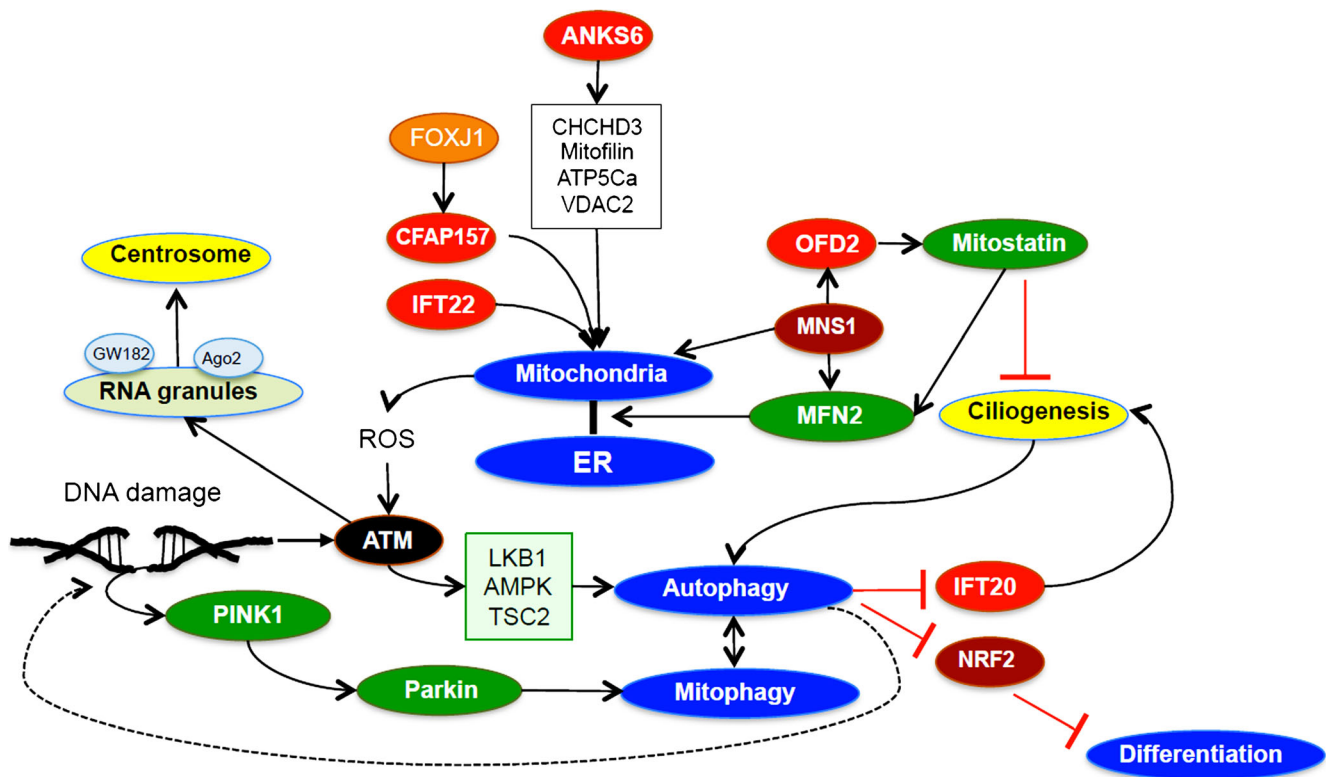 ANKS6
FOXJ1
CHCHD3
Mitofilin
ATP5Ca
VDAC2
CFAP157
OFD2
Mitostatin
Centrosome
IFT22
MNS1
GW182
Ago2
RNA granules
Mitochondria
MFN2
Ciliogenesis
ROS
ER
DNA damage
ATM
LKB1
AMPK
TSC2
Autophagy
IFT20
PINK1
NRF2
Parkin
Mitophagy
Differentiation